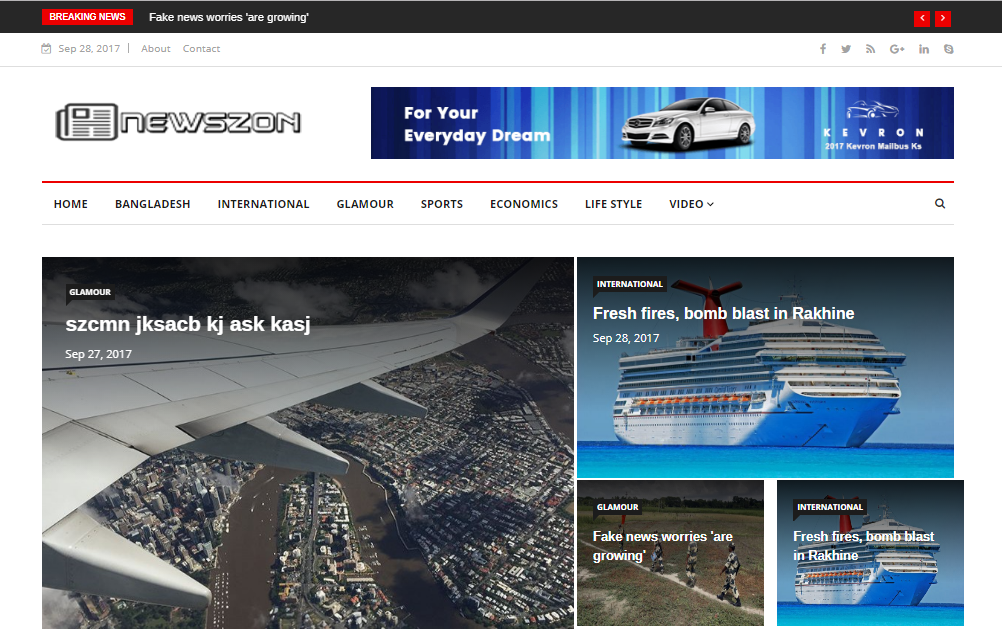 BREAKING NEWS Fake news worries 'are growing'
Sep 28, 2017 | About Contact
newszon
For Your
Everyday Dream
KEVRON
2017 Kevron Mailbus Ks
HOME BANGLADESH INTERNATIONAL GLAMOUR SPORTS ECONOMICS LIFE STYLE VIDEO
GLAMOUR
szcmn jksacb kj ask kasj
Sep 27, 2017
INTERNATIONAL
Fresh fires, bomb blast in Rakhine
Sep 28, 2017
GLAMOUR
Fake news worries 'are
growing'
INTERNATIONAL
Fresh fires, bomb blast
in Rakhine